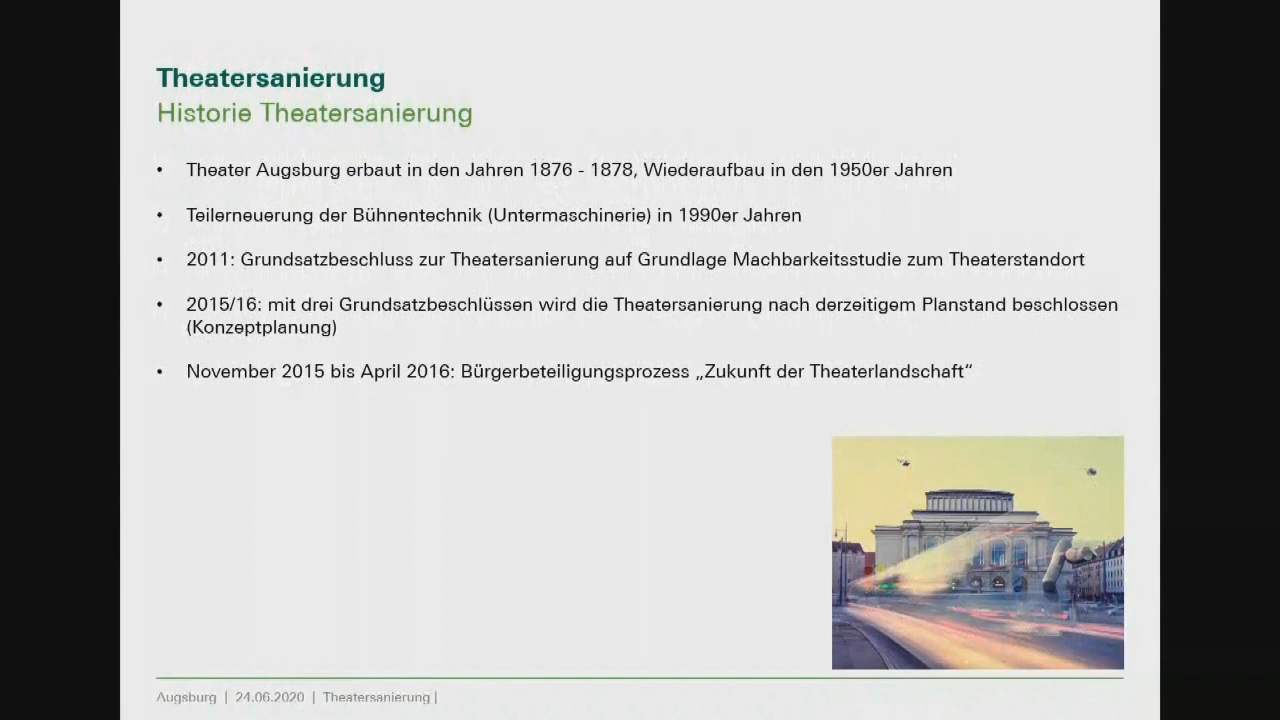 Theatersanierung
Historie Theatersanierung
• Theater Augsburg erbaut in den Jahren 1876 - 1878, Wiederaufbau in den 1950er Jahren
• Teilerneuerung der Bühnentechnik (Untermaschinerie) in 1990er Jahren
• 2011: Grundsatzbeschluss zur Theatersanierung auf Grundlage Machbarkeitsstudie zum Theaterstandort
• 2015/16: mit drei Grundsatzbeschlüssen wird die Theatersanierung nach derzeitigem Planstand beschlossen
(Konzeptplanung)
• November 2015 bis April 2016: Bürgerbeteiligungsprozess „Zukunft der Theaterlandschaft“
Augsburg | 24.06.2020 | Theatersanierung |